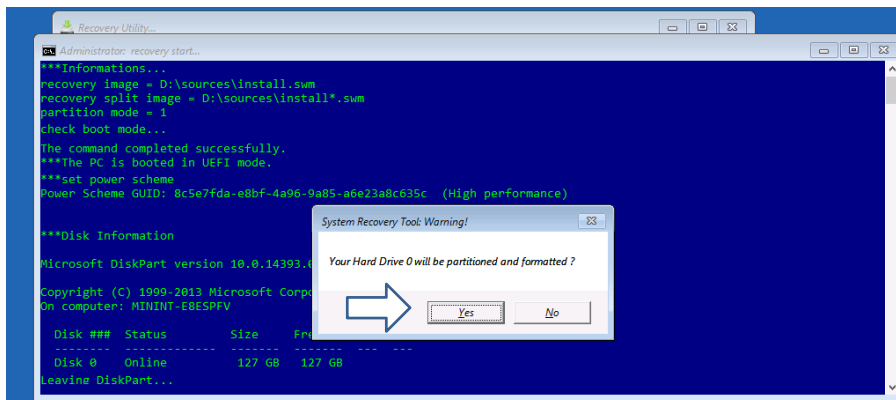 Recovery Utility...
Administrator: recovery start...
***Informations...
recovery image = D:\sources\install.swm
recovery split image = D:\sources\install*.swm
partition mode = 1
check boot mode...
The command completed successfully.
***The PC is booted in UEFI mode.
***set power scheme
Power Scheme GUID: 8c5e7fda-e8bf-4a96-9a85-a6e23a8c635c (High performance)
***Disk Information
Microsoft DiskPart version 10.0.14393.
Copyright (C) 1999-2013 Microsoft Corpo
On computer: MININT-E8ESPFV
Disk ### Status Size Fre
-------- ------------- ------- ------- --- ---
Disk 0 Online 127 GB 127 GB
Leaving DiskPart...
System Recovery Tool: Warning!
Your Hard Drive 0 will be partitioned and formatted ?
Yes
No